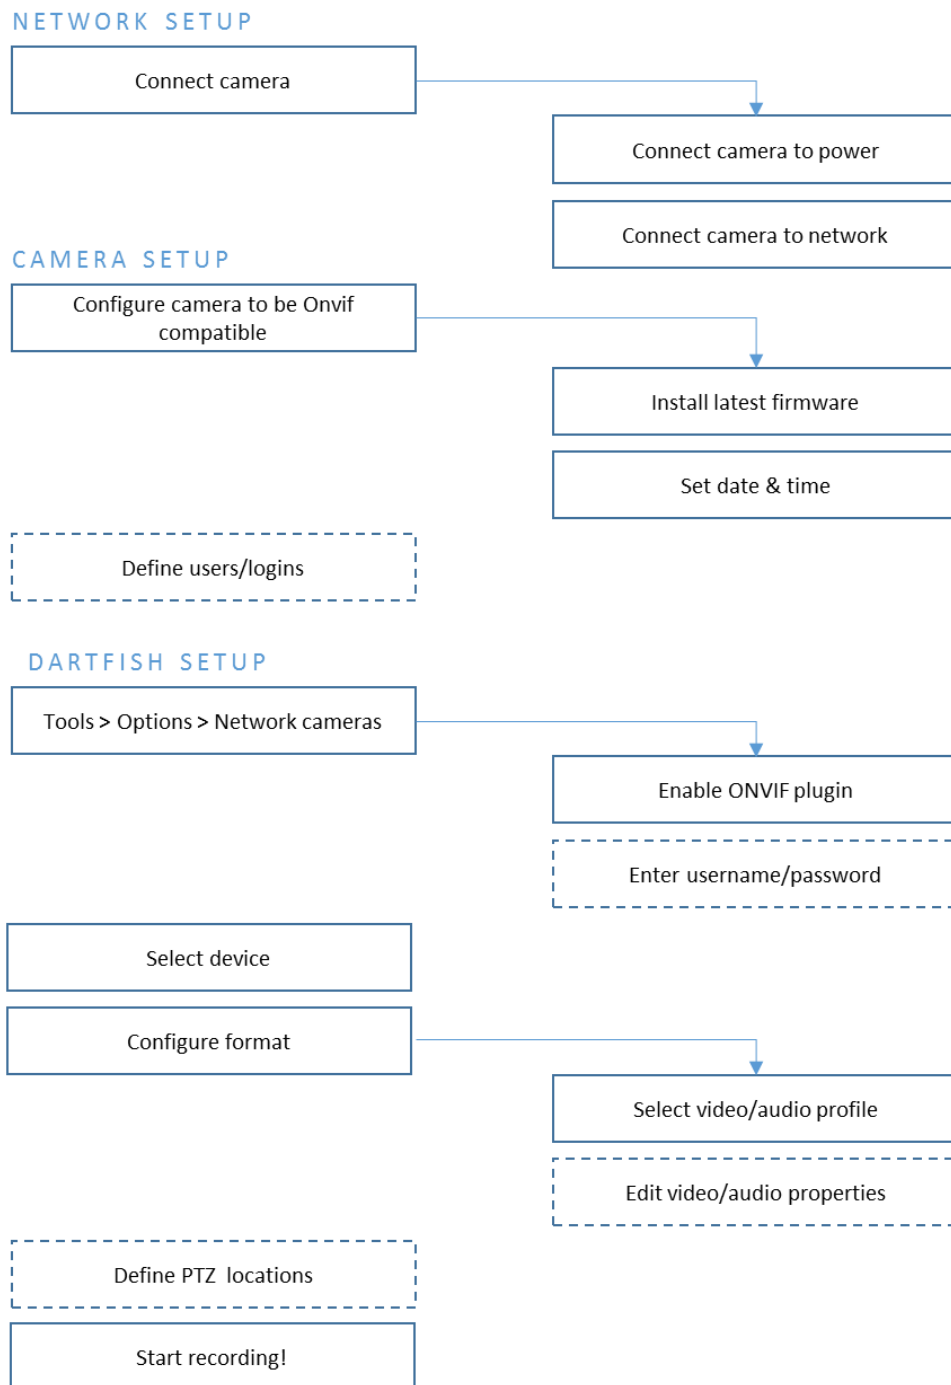 NETWORK SETUP
Connect camera
Connect camera to power
Connect camera to network
CAMERA SETUP
Configure camera to be Onvif
compatible
Install latest firmware
Set date & time
Define users/logins
DARTFISH SETUP
Tools > Options > Network cameras
Enable ONVIF plugin
Enter username/password
Select device
Configure format
Select video/audio profile
Edit video/audio properties
Define PTZ locations
Start recording!